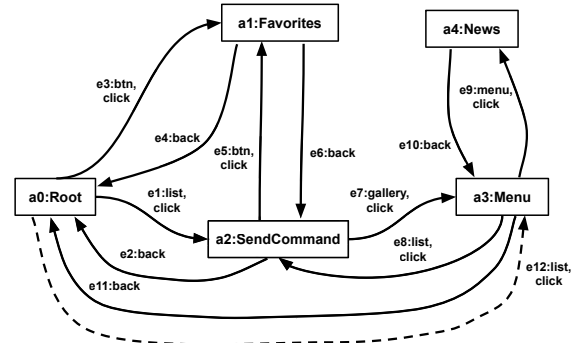 a1:Favorites
a4:News
e3:btn,
click
e9:menu,
click
e4:back
e5:btn,
click
e6:back
e10:back
a0:Root
e1:list,
click
e7:gallery,
click
a3:Menu
a2:SendCommand
e2:back
e8:list,
click
e11:back
e12:list,
click